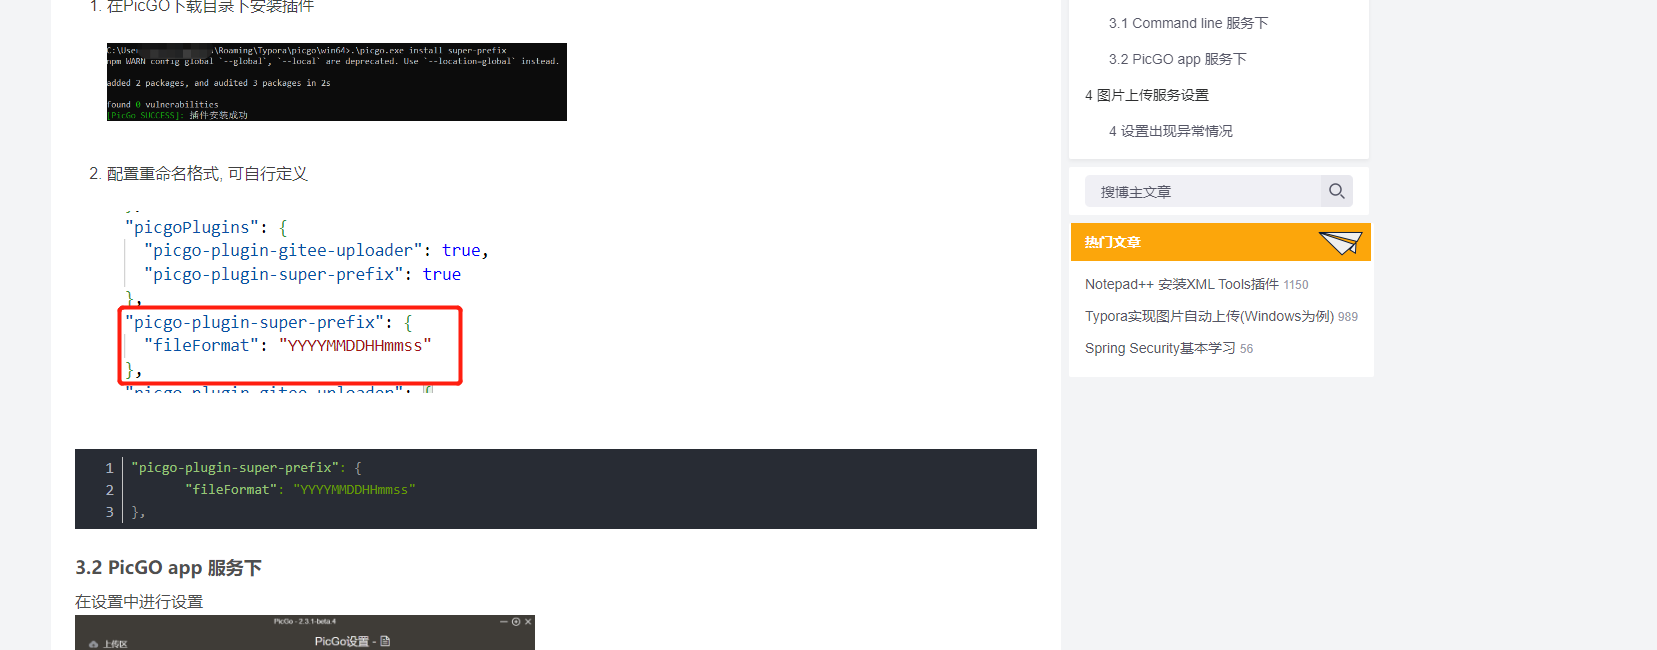 1. 在PicGO下载目录下安装插件
C:\Use \Roaming\Typora\picgo\win64>.\picgo.exe install super-prefix
npm WARN config global `--global`, `--local` are deprecated. Use `--location=global` instead.
added 2 packages, and audited 3 packages in 2s
found 0 vulnerabilities
[PicGo SUCCESS]: 插件安装成功
2. 配置重命名格式, 可自行定义
"picgoPlugins": {
"picgo-plugin-gitee-uploader": true,
"picgo-plugin-super-prefix": true
},
"picgo-plugin-super-prefix": {
"fileFormat": "YYYYMMDDHHmmss"
},
"picgo-plugin-gitee-uploader": {
1 "picgo-plugin-super-prefix": {
2 "fileFormat": "YYYYMMDDHHmmss"
3 },
3.2 PicGO app 服务下
在设置中进行设置
PicGo - 2.3.1-beta.4
上传区
PicGo设置 -
3.1 Command line 服务下
3.2 PicGO app 服务下
4 图片上传服务设置
4 设置出现异常情况
搜博主文章
热门文章
Notepad++ 安装XML Tools插件 1150
Typora实现图片自动上传(Windows为例) 989
Spring Security基本学习 56